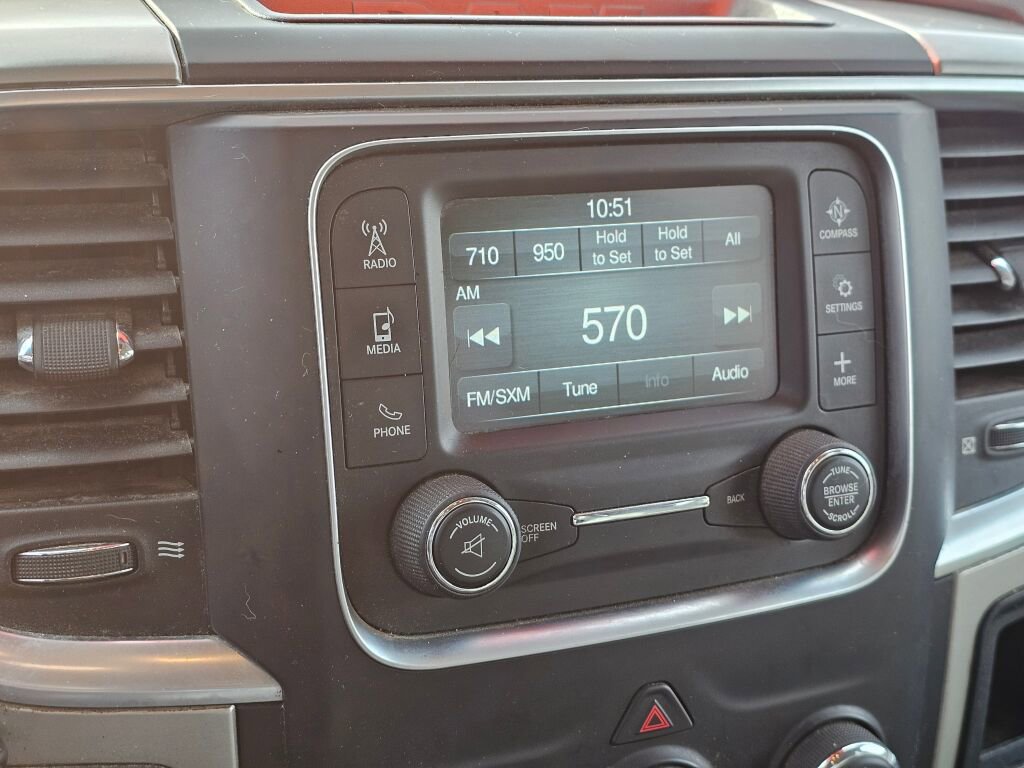 RAM
10:51
710 950 Hold to Set Hold to Set All
AM
570
FM/SXM Tune Info Audio
RADIO
MEDIA
PHONE
N
COMPASS
SETTINGS
MORE
VOLUME
SCREEN
OFF
BACK
TUNE
BROWSE
ENTER
SCROLL